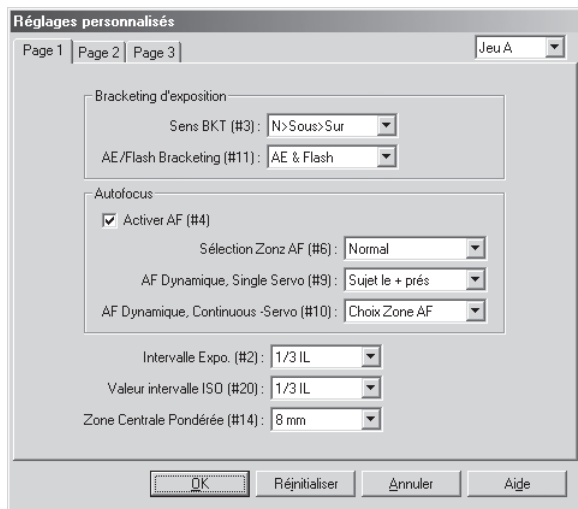 Réglages personnalisés
Page 1 Page 2 Page 3 Jeu A
Bracketing d'exposition
Sens BKT (#3) : N>Sous>Sur
AE/Flash Bracketing (#11) : AE & Flash
Autofocus
Activer AF (#4)
Sélection Zonz AF (#6) : Normal
AF Dynamique, Single Servo (#9) : Sujet le + prés
AF Dynamique, Continuous -Servo (#10) : Choix Zone AF
Intervalle Expo. (#2) : 1/3 IL
Valeur intervalle ISO (#20) : 1/3 IL
Zone Centrale Pondérée (#14) : 8 mm
OK Réinitialiser Annuler Aide